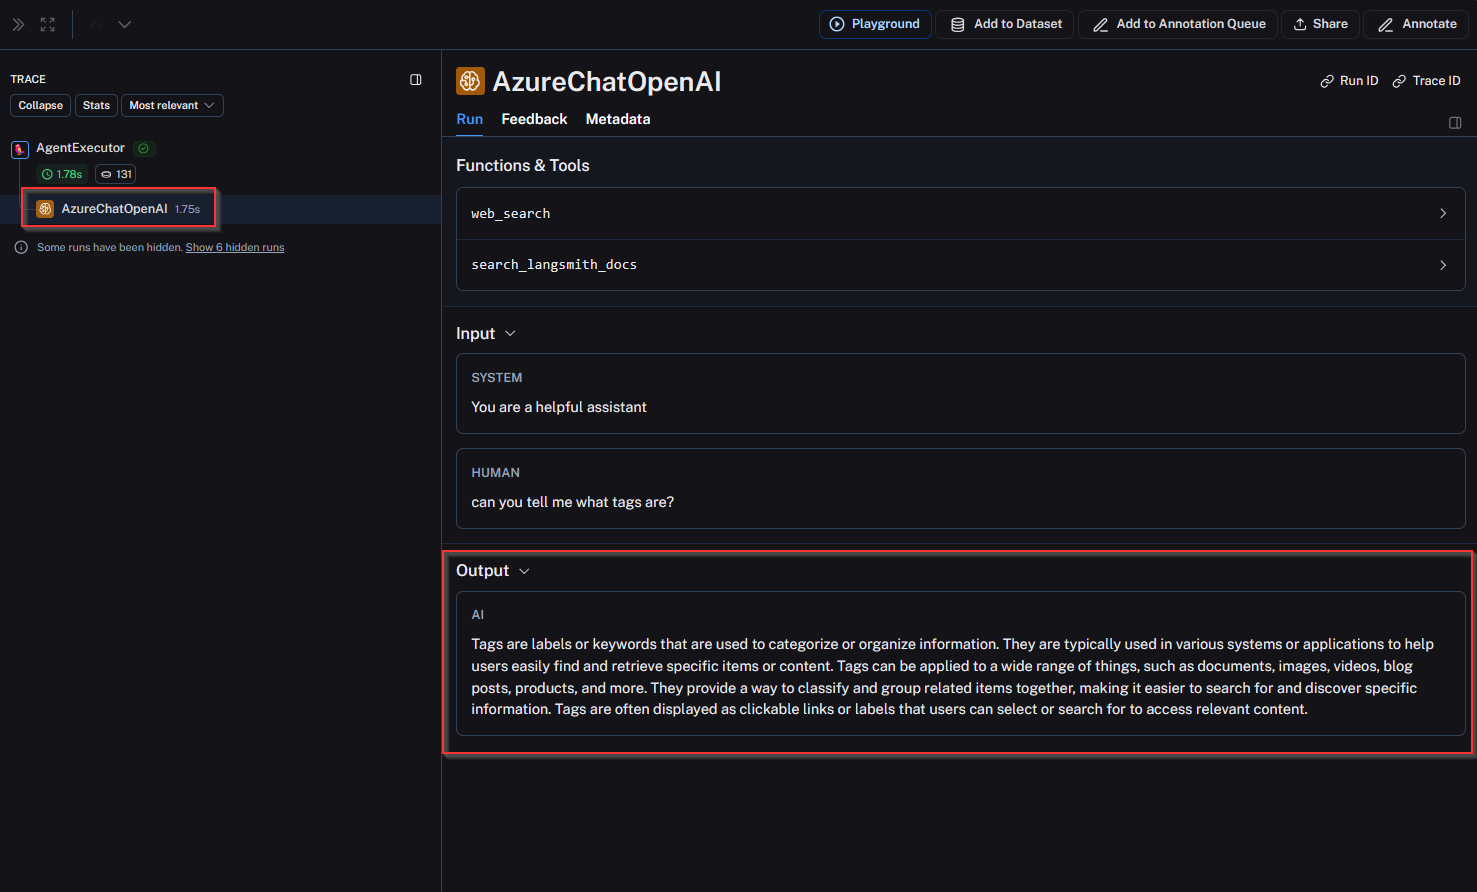 Playground
Add to Dataset
Add to Annotation Queue
Share
Annotate
TRACE
Collapse
Stats
Most relevant
AgentExecutor
1.78s
131
AzureChatOpenAI 1.75s
Some runs have been hidden. Show 6 hidden runs
AzureChatOpenAI
Run ID
Trace ID
Run
Feedback
Metadata
Functions & Tools
web_search
search_langsmith_docs
Input
SYSTEM
You are a helpful assistant
HUMAN
can you tell me what tags are?
Output
AI
Tags are labels or keywords that are used to categorize or organize information. They are typically used in various systems or applications to help
users easily find and retrieve specific items or content. Tags can be applied to a wide range of things, such as documents, images, videos, blog
posts, products, and more. They provide a way to classify and group related items together, making it easier to search for and discover specific
information. Tags are often displayed as clickable links or labels that users can select or search for to access relevant content.